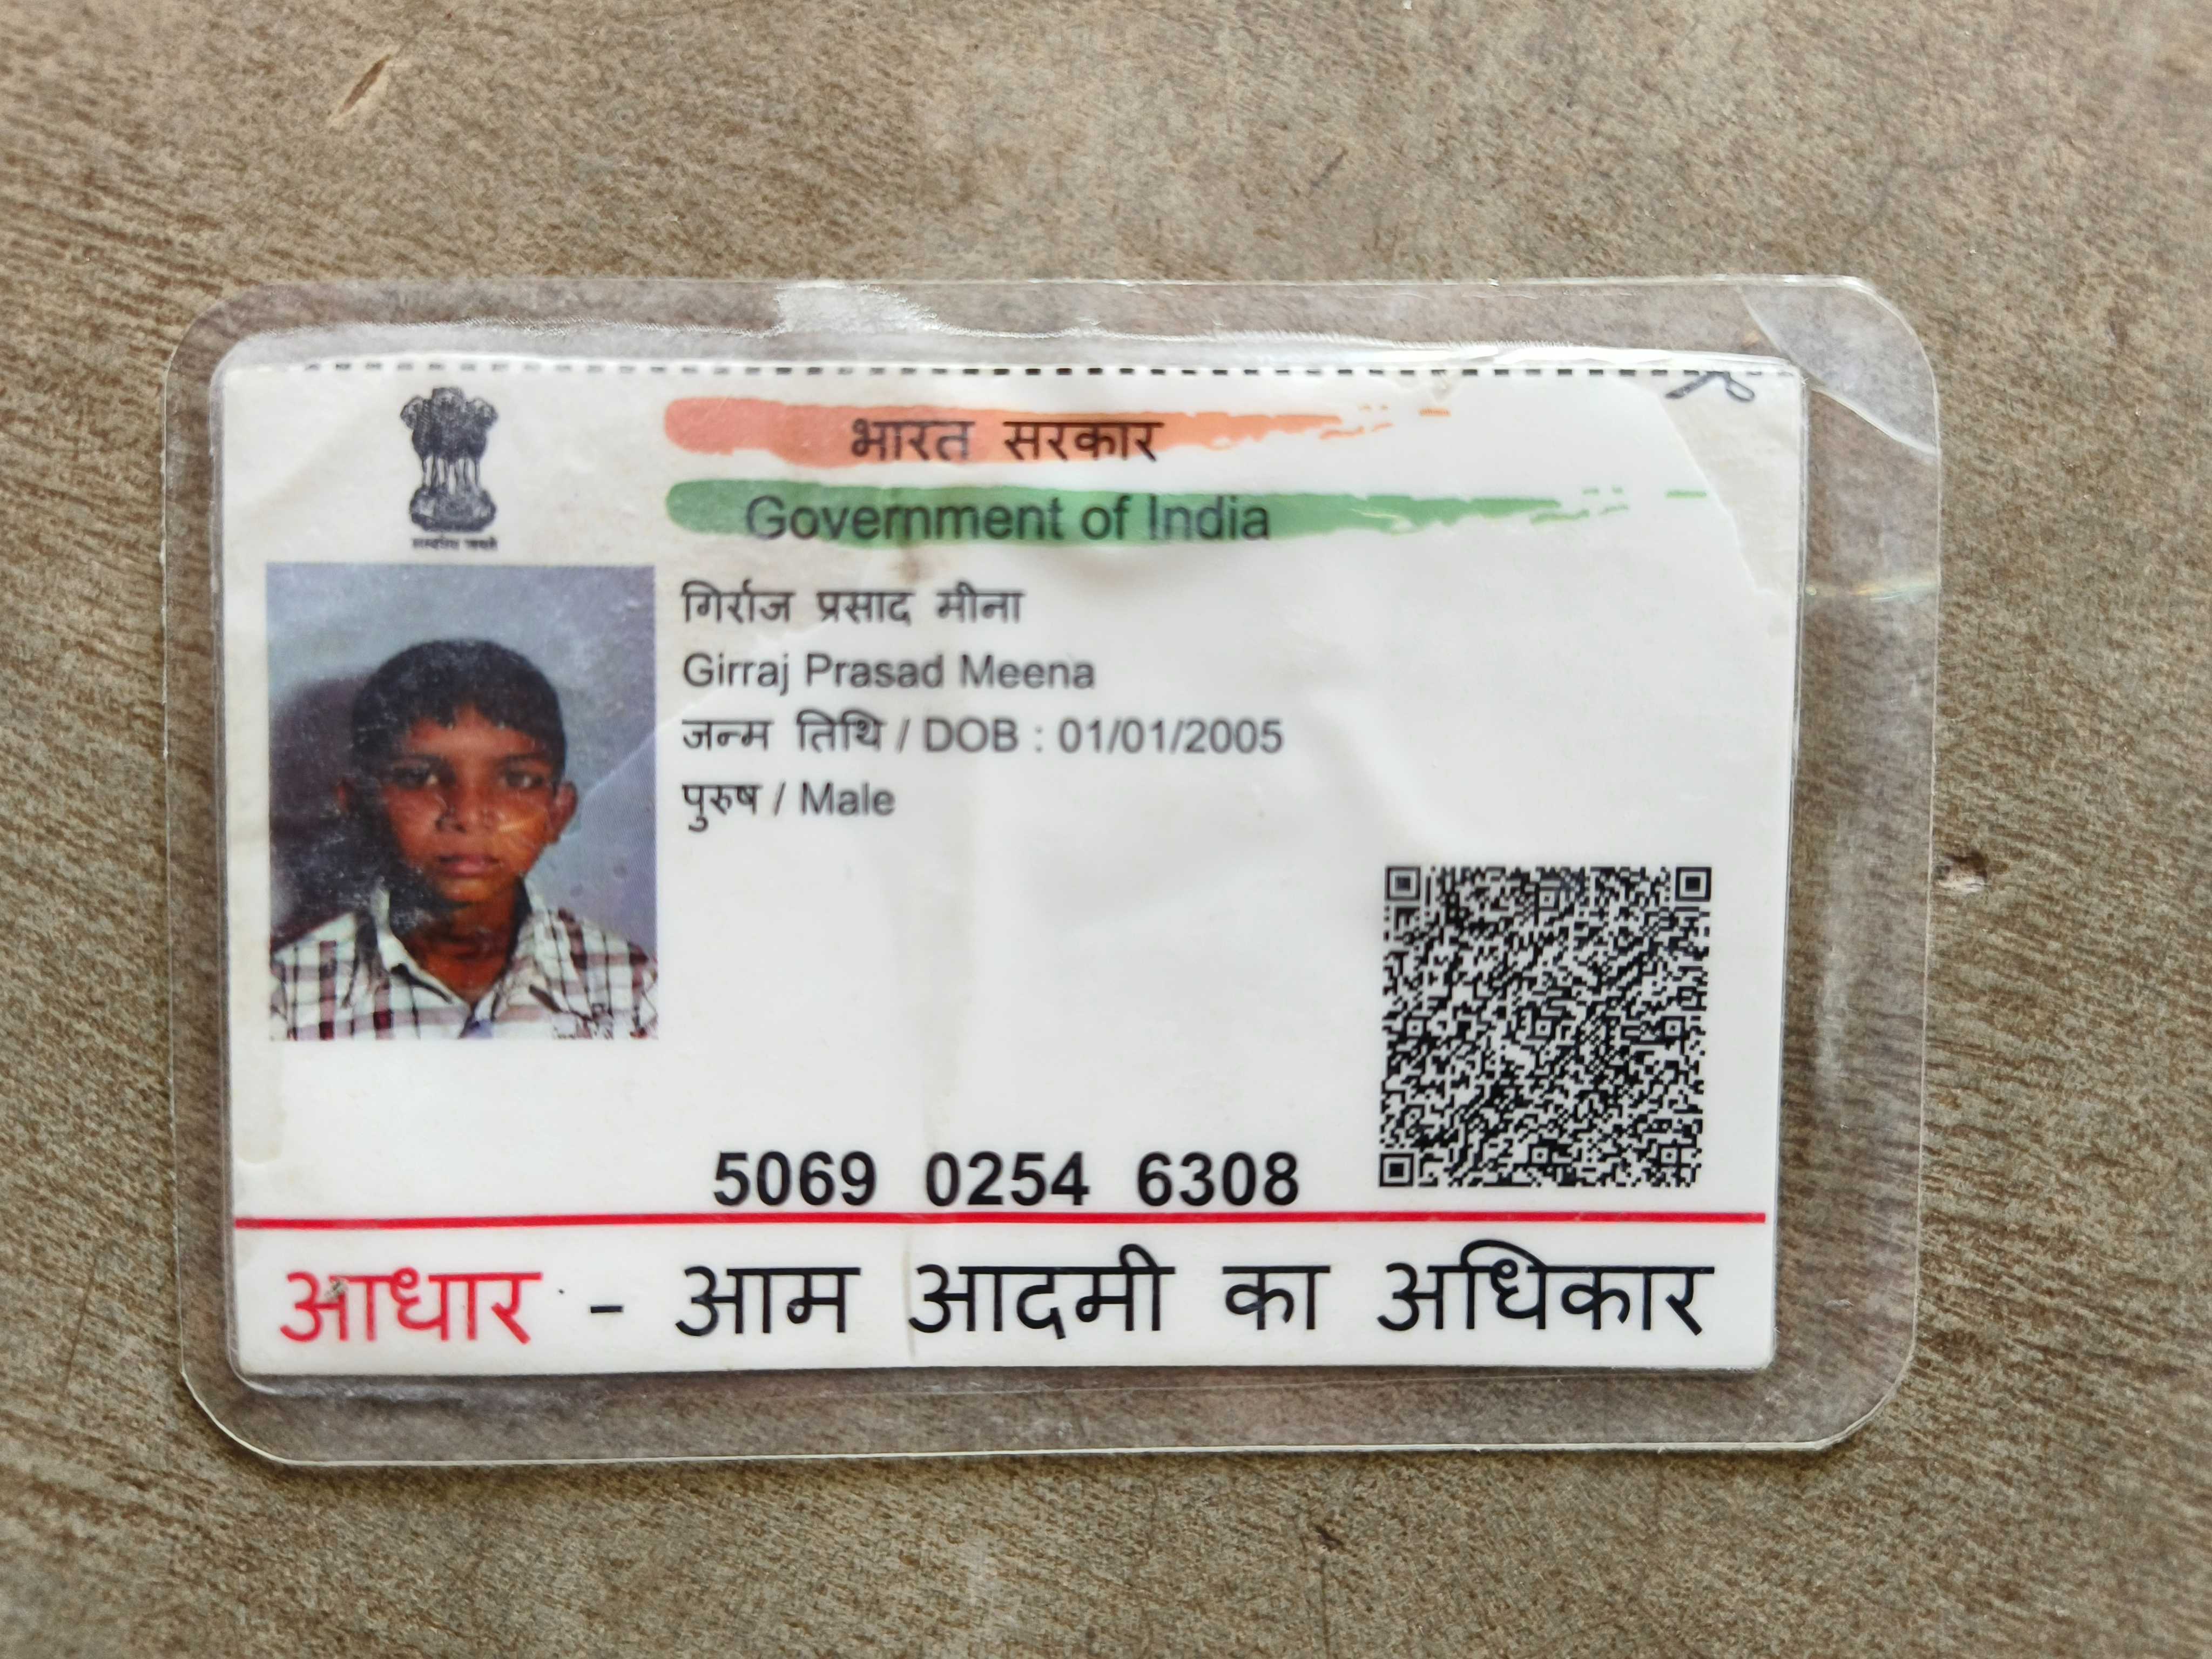 भारत सरकार
Government of India
गिर्राज प्रसाद मीना
Girraj Prasad Meena
जन्म तिथि / DOB : 01/01/2005
पुरुष / Male
5069 0254 6308
आधार - आम आदमी का अधिकार